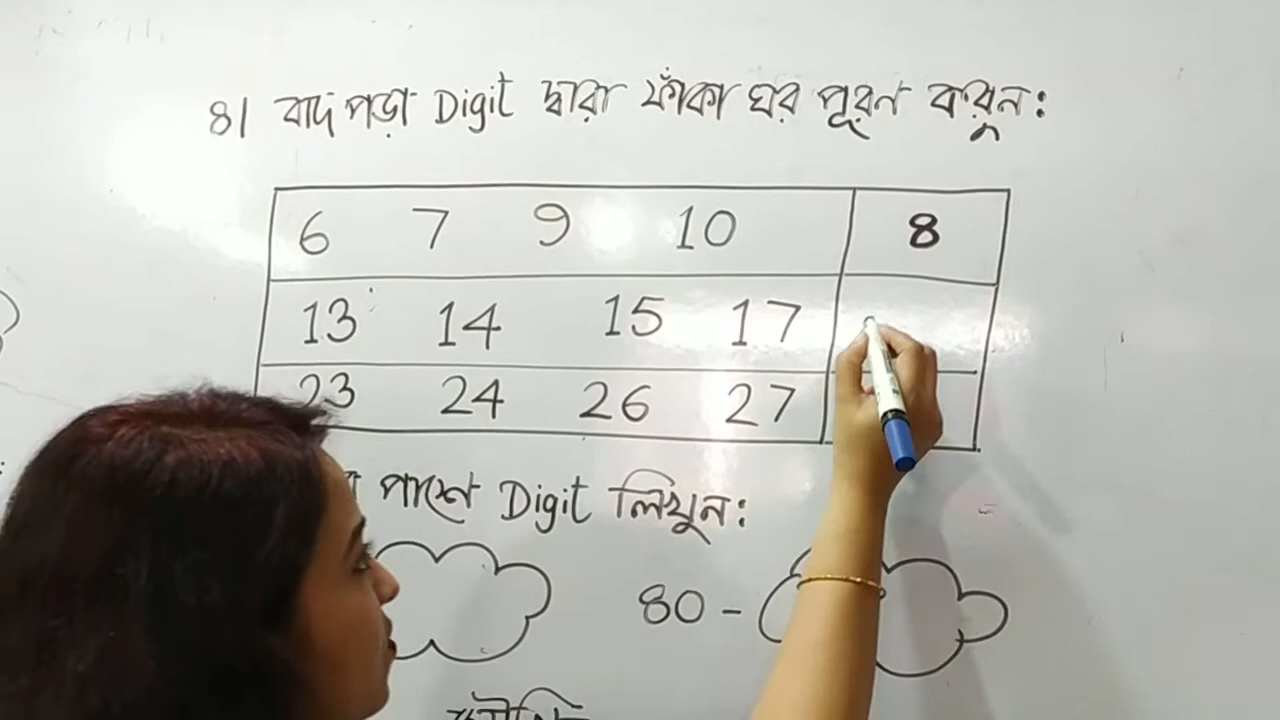 ৪। বাদ পড়া Digit দ্বারা ফাঁকা ঘর পূরণ করুন:
6 7 9 10 8
13 14 15 17
23 24 26 27
পাশে Digit লিখুন:
80 -